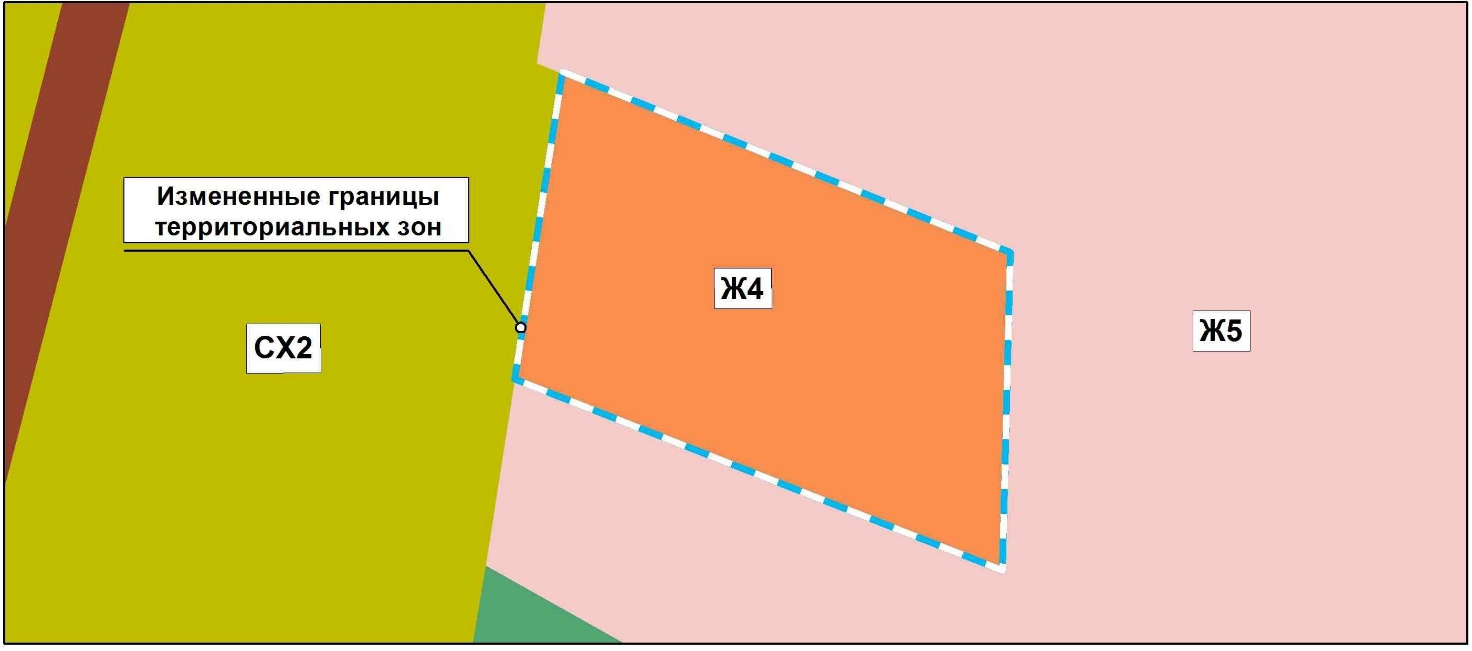 Измененные границы
территориальных зон
Ж4
СХ2
Ж5